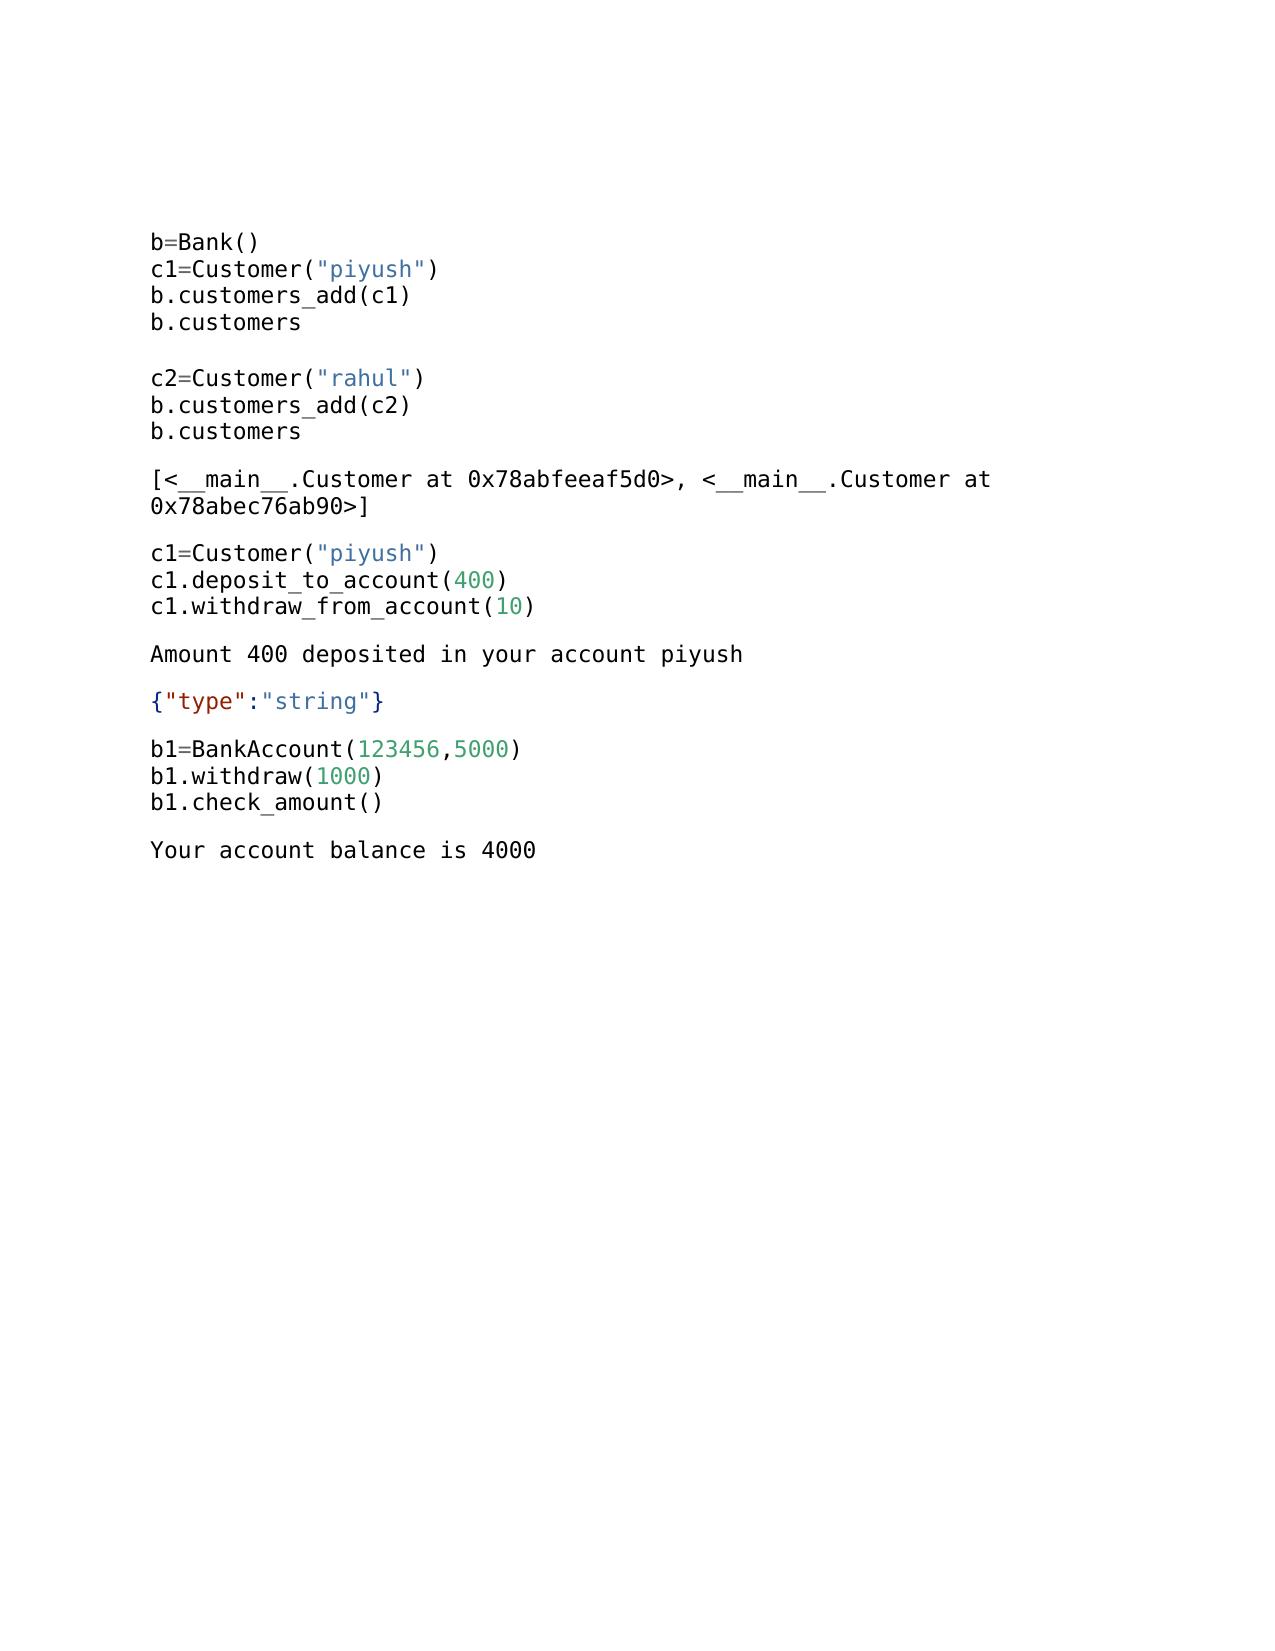 b=Bank()
c1=Customer("piyush")
b.customers_add(c1)
b.customers
c2=Customer("rahul")
b.customers_add(c2)
b.customers
[<__main__.Customer at 0x78abfeeaf5d0>, <__main__.Customer at
0x78abec76ab90>]
c1=Customer("piyush")
c1.deposit_to_account(400)
c1.withdraw_from_account(10)
Amount 400 deposited in your account piyush
{"type":"string"}
b1=BankAccount(123456,5000)
b1.withdraw(1000)
b1.check_amount()
Your account balance is 4000